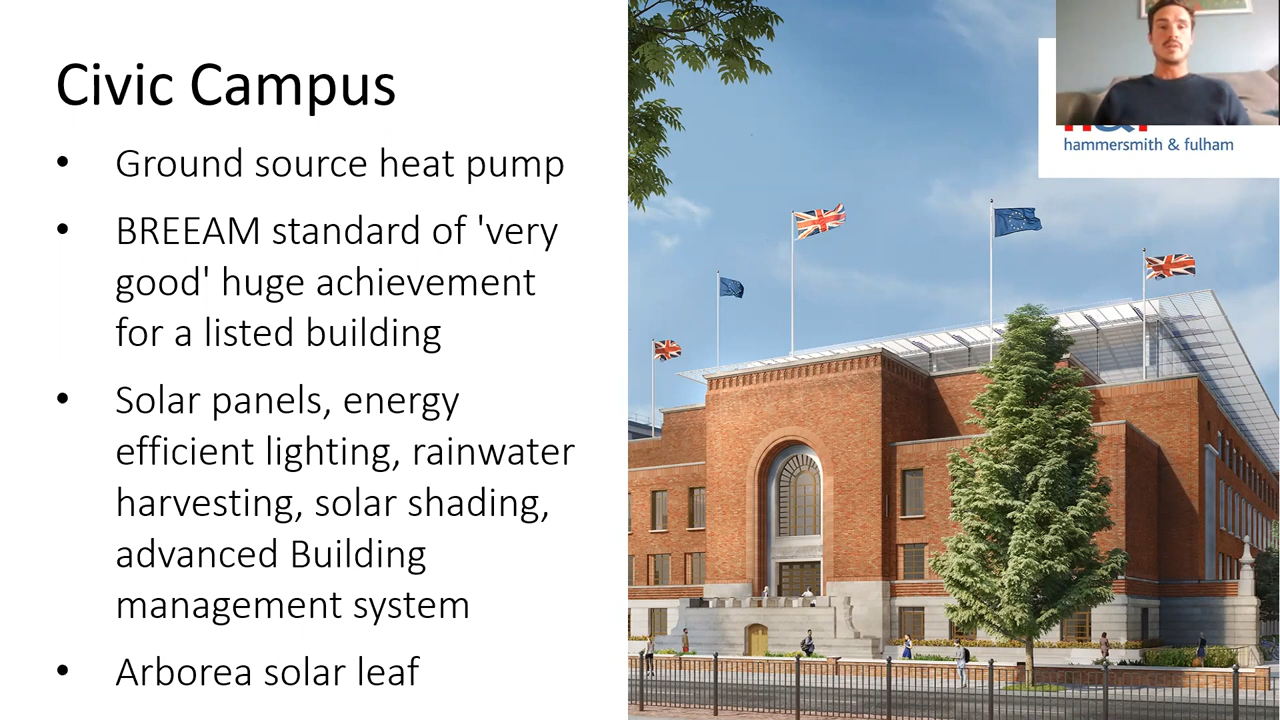 Civic Campus
• Ground source heat pump
• BREEAM standard of 'very
good' huge achievement
for a listed building
• Solar panels, energy
efficient lighting, rainwater
harvesting, solar shading,
advanced Building
management system
• Arborea solar leaf
hammersmith & fulham